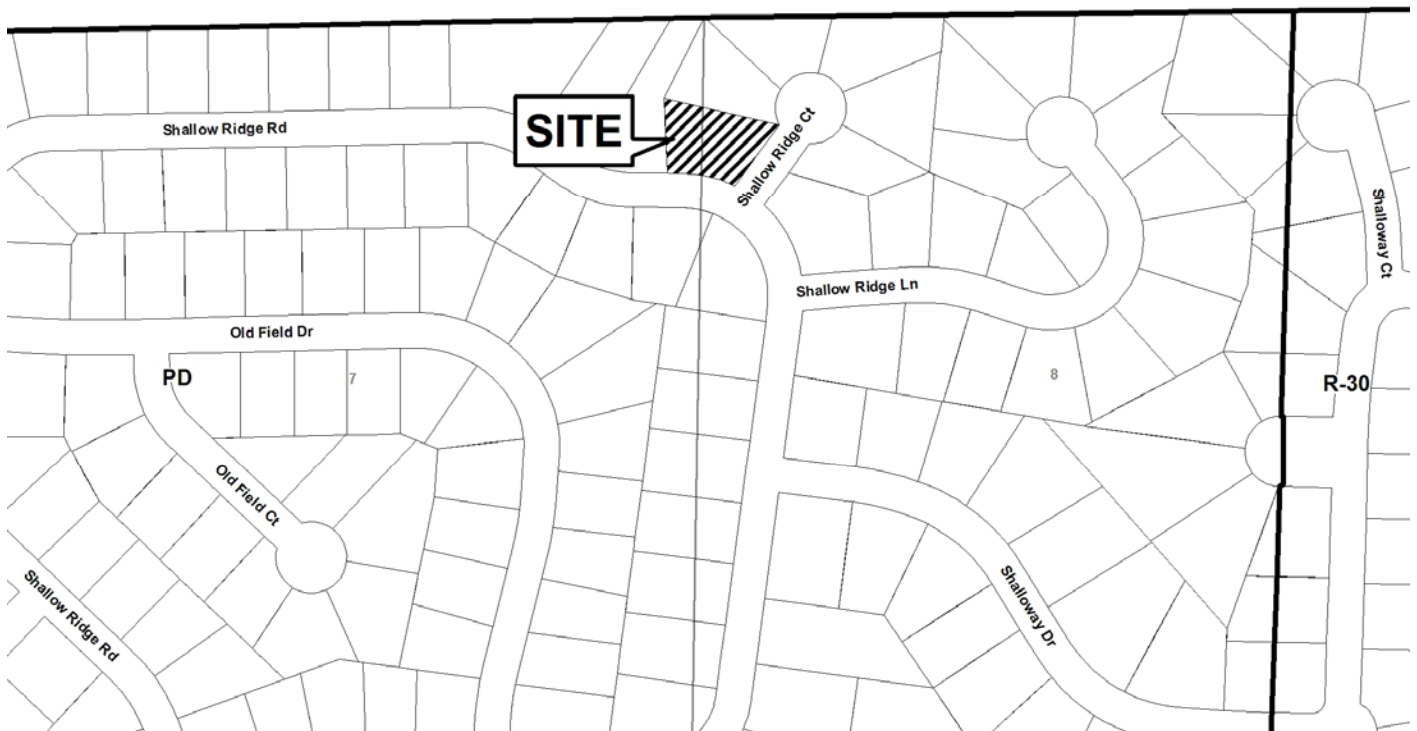 Shallow Ridge Rd
SITE
Shallow Ridge Ct
Shalloway Ct
Shallow Ridge Ln
Old Field Dr
PD
7
8
R-30
Old Field Ct
Shallow Ridge Rd
Shalloway Dr